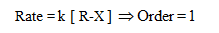 Rate = k [ R-X ] ⇒ Order = 1